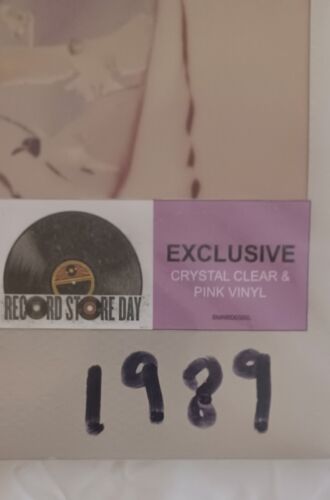 EXCLUSIVE
CRYSTAL CLEAR &
PINK VINYL
RECORD STORE DAY
1989